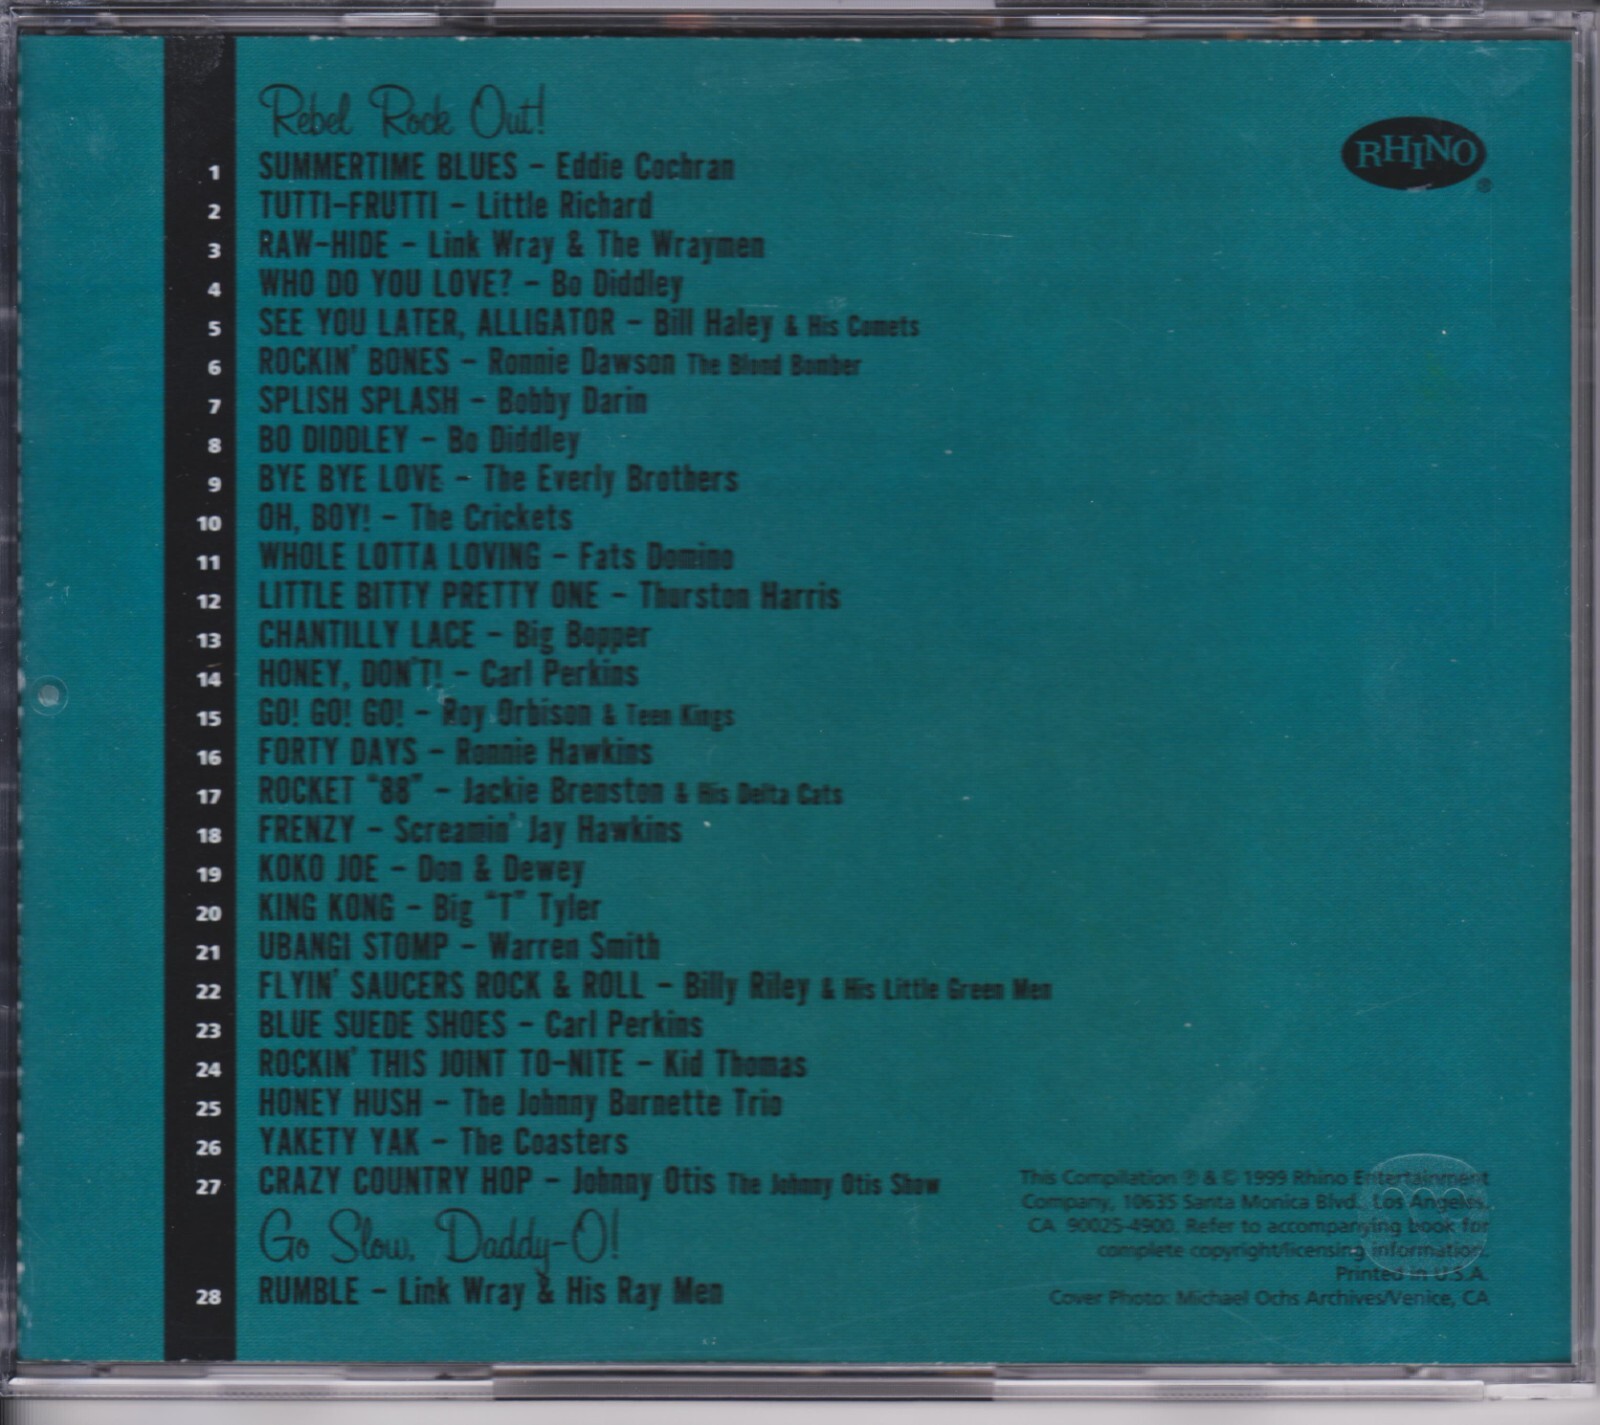 Rebel Rock Out!
1 SUMMERTIME BLUES – Eddie Cochran
2 TUTTI-FRUTTI – Little Richard
3 RAW-HIDE – Link Wray & The Wraymen
4 WHO DO YOU LOVE? – Bo Diddley
5 SEE YOU LATER, ALLIGATOR – Bill Haley & His Comets
6 ROCKIN' BONES – Ronnie Dawson The Blond Bomber
7 SPLISH SPLASH – Bobby Darin
8 BO DIDDLEY – Bo Diddley
9 BYE BYE LOVE – The Everly Brothers
10 OH, BOY! – The Crickets
11 WHOLE LOTTA LOVING – Fats Domino
12 LITTLE BITTY PRETTY ONE – Thurston Harris
13 CHANTILLY LACE – Big Bopper
14 HONEY, DON'T! – Carl Perkins
15 GO! GO! GO! – Roy Orbison & Teen Kings
16 FORTY DAYS – Ronnie Hawkins
17 ROCKET "88" – Jackie Brenston & His Delta Cats
18 FRENZY – Screamin' Jay Hawkins
19 KOKO JOE – Don & Dewey
20 KING KONG – Big "T" Tyler
21 UBANGI STOMP – Warren Smith
22 FLYIN' SAUCERS ROCK & ROLL – Billy Riley & His Little Green Men
23 BLUE SUEDE SHOES – Carl Perkins
24 ROCKIN' THIS JOINT TO-NITE – Kid Thomas
25 HONEY HUSH – The Johnny Burnette Trio
26 YAKETY YAK – The Coasters
27 CRAZY COUNTRY HOP – Johnny Otis The Johnny Otis Show
Go Slow, Daddy-O!
28 RUMBLE – Link Wray & His Ray Men
RHINO ®
This Compilation ℗ & © 1999 Rhino Entertainment
Company, 10635 Santa Monica Blvd., Los Angeles,
CA 90025-4900. Refer to accompanying book for
complete copyright/licensing information.
Printed in U.S.A.
Cover Photo: Michael Ochs Archives/Venice, CA